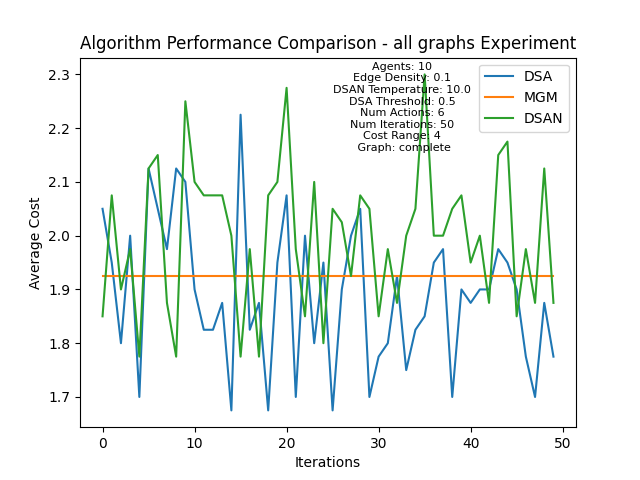 Algorithm Performance Comparison - all graphs Experiment
Agents: 10
Edge Density: 0.1
DSAN Temperature: 10.0
DSA Threshold: 0.5
Num Actions: 6
Num Iterations: 50
Cost Range: 4
Graph: complete
DSA
MGM
DSAN
Average Cost
2.3
2.2
2.1
2.0
1.9
1.8
1.7
0 10 20 30 40 50
Iterations